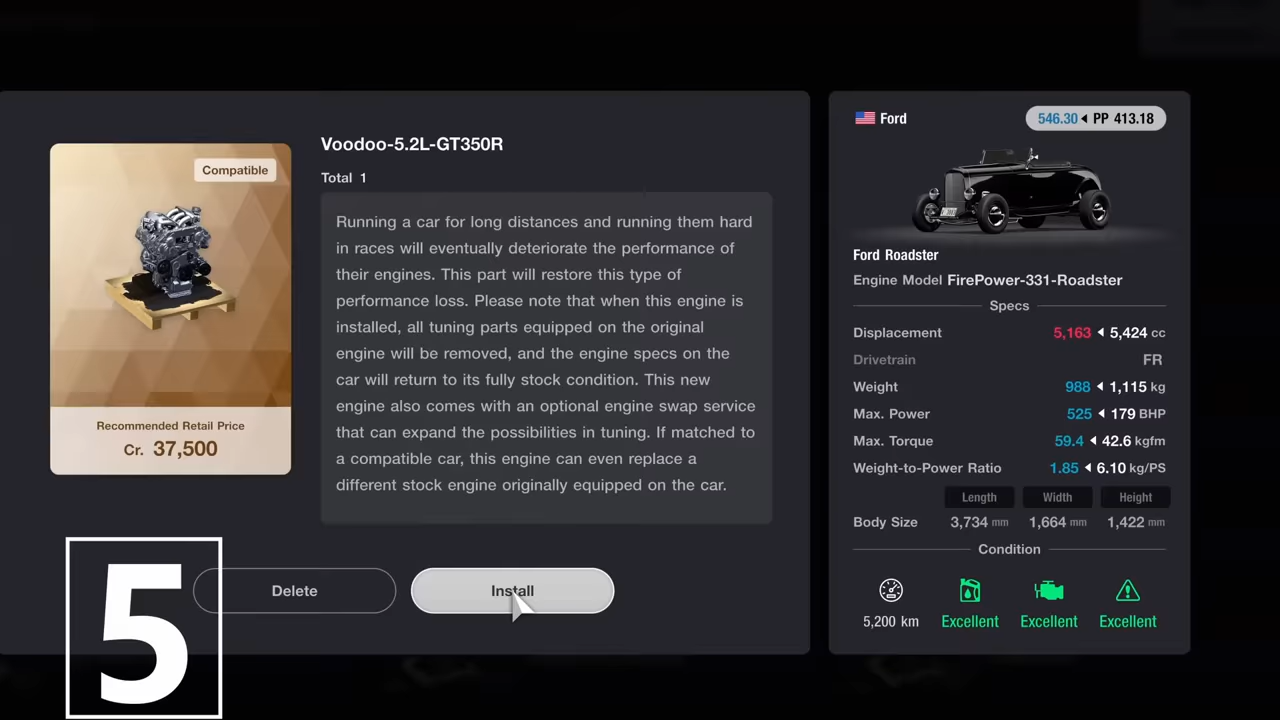 Compatible
Recommended Retail Price
Cr. 37,500
Voodoo-5.2L-GT350R
Total 1
Running a car for long distances and running them hard
in races will eventually deteriorate the performance of
their engines. This part will restore this type of
performance loss. Please note that when this engine is
installed, all tuning parts equipped on the original
engine will be removed, and the engine specs on the
car will return to its fully stock condition. This new
engine also comes with an optional engine swap service
that can expand the possibilities in tuning. If matched to
a compatible car, this engine can even replace a
different stock engine originally equipped on the car.
Delete
Install
5
Ford
546.30 ◀ PP 413.18
Ford Roadster
Engine Model FirePower-331-Roadster
Specs
Displacement 5,163 ◀ 5,424 cc
Drivetrain FR
Weight 988 ◀ 1,115 kg
Max. Power 525 ◀ 179 BHP
Max. Torque 59.4 ◀ 42.6 kgfm
Weight-to-Power Ratio 1.85 ◀ 6.10 kg/PS
Length Width Height
Body Size 3,734 mm 1,664 mm 1,422 mm
Condition
5,200 km Excellent Excellent Excellent